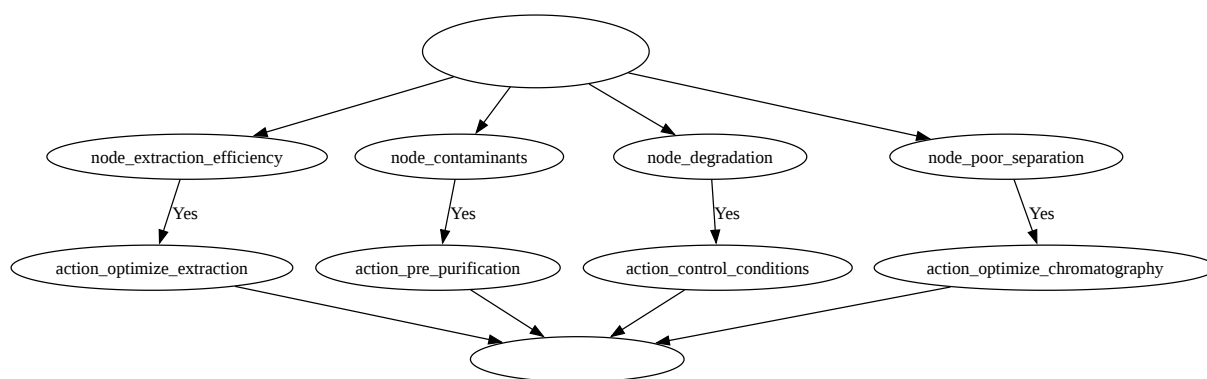 node_extraction_efficiency
node_contaminants
node_degradation
node_poor_separation
Yes
Yes
Yes
Yes
action_optimize_extraction
action_pre_purification
action_control_conditions
action_optimize_chromatography